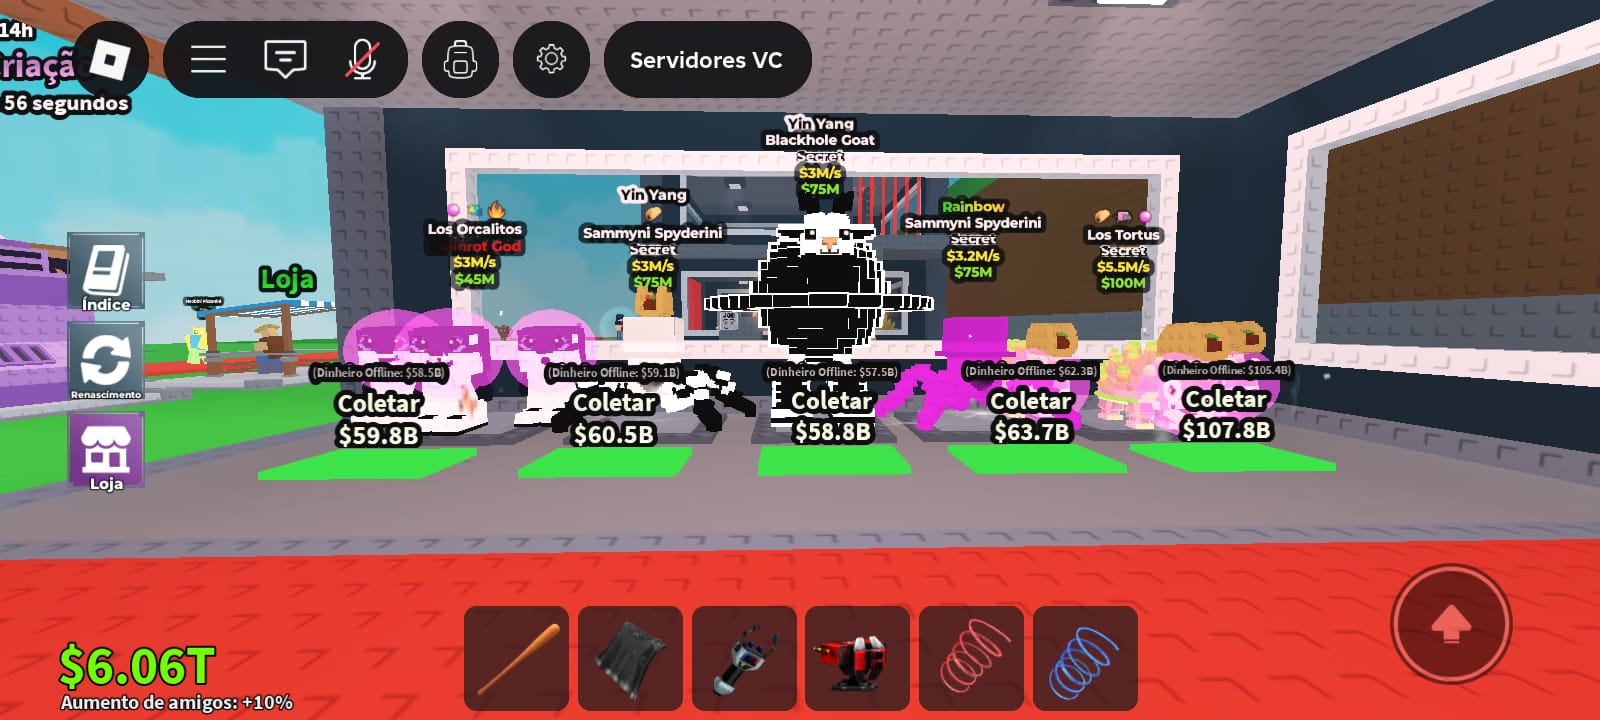 14h
riação
56 segundos
Servidores VC
Yin Yang
Blackhole Goat
Secret
$3M/s
$75M
Yin Yang
Sammyni Spyderini
Secret
$3M/s
$75M
Los Orcalitos
God
$3M/s
$45M
Rainbow
Sammyni Spyderini
Secret
$3.2M/s
$75M
Los Tortus
Secret
$5.5M/s
$100M
Índice
Loja
Renascimento
Loja
(Dinheiro Offline: $58.5B)
Coletar
$59.8B
(Dinheiro Offline: $59.1B)
Coletar
$60.5B
(Dinheiro Offline: $57.5B)
Coletar
$58.8B
(Dinheiro Offline: $62.3B)
Coletar
$63.7B
(Dinheiro Offline: $105.4B)
Coletar
$107.8B
$6.06T
Aumento de amigos: +10%